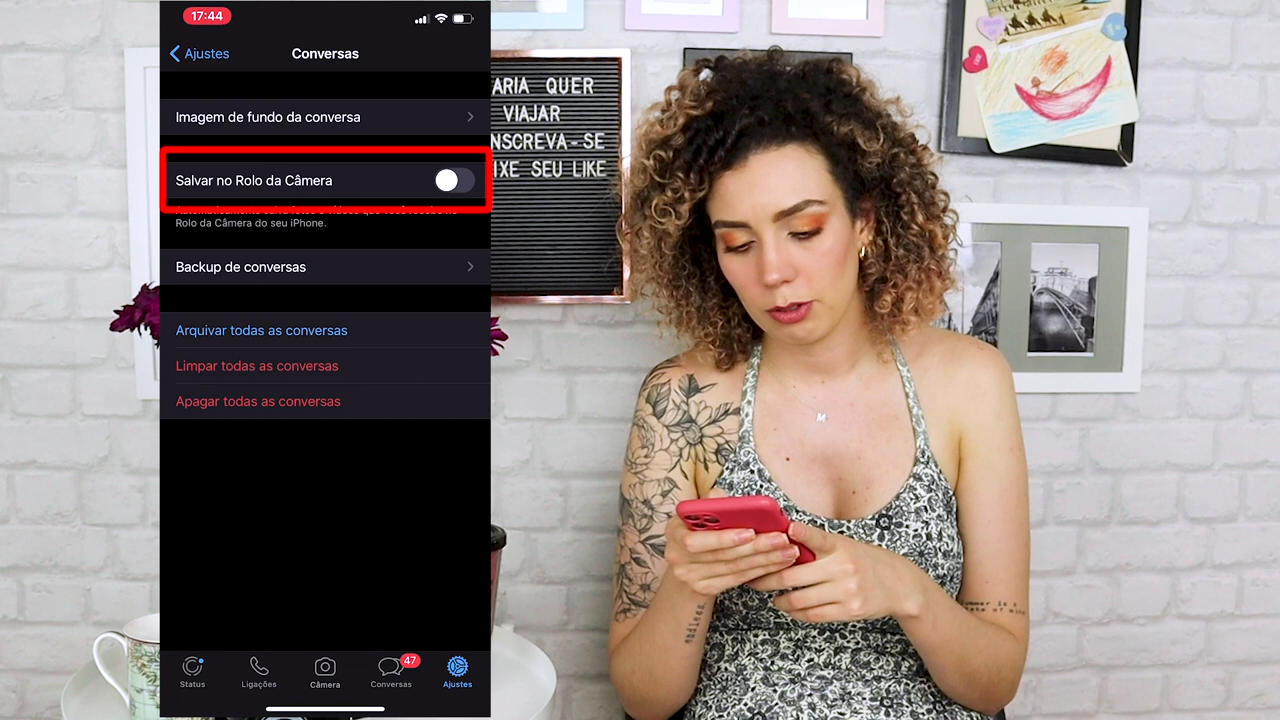 17:44
Ajustes
Conversas
Imagem de fundo da conversa
Salvar no Rolo da Câmera
Rolo da Câmera do seu iPhone.
Backup de conversas
Arquivar todas as conversas
Limpar todas as conversas
Apagar todas as conversas
Status
Ligações
Câmera
47
Conversas
Ajustes
ARIA QUER
VIAJAR
NSCREVA-SE
IXE SEU LIKE
M
endless